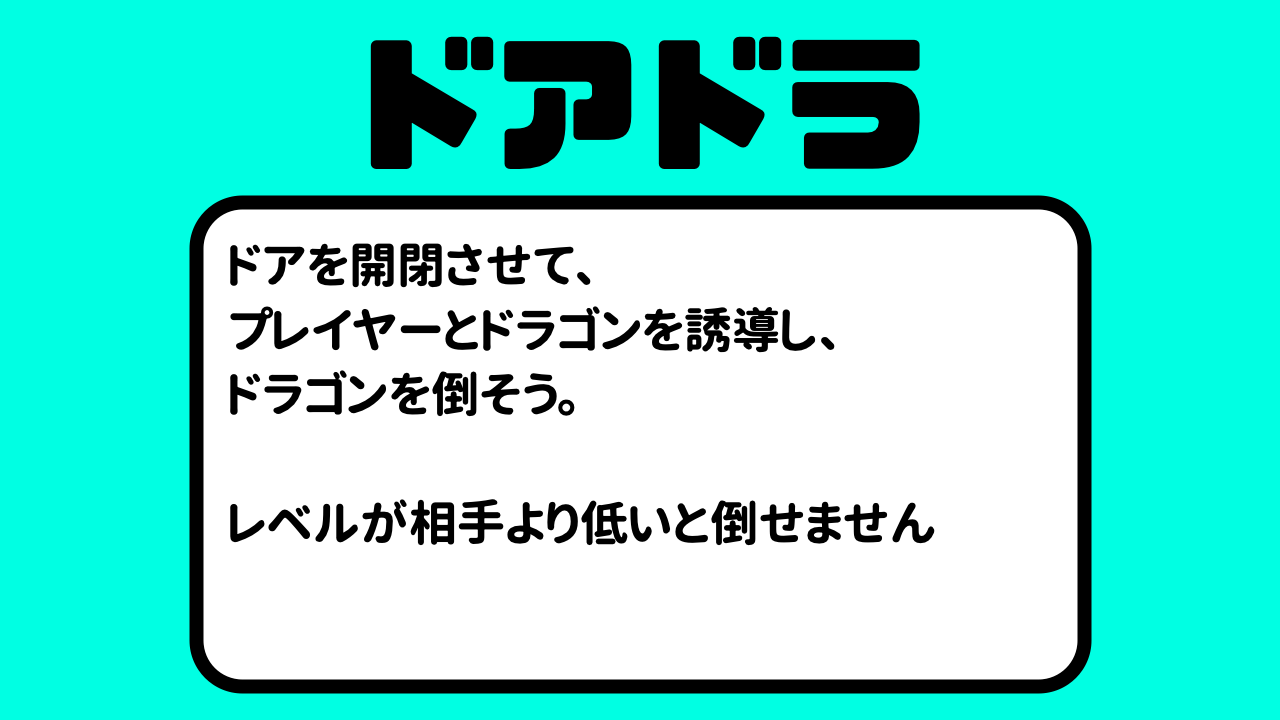 ドアドラ
ドアを開閉させて、
プレイヤーとドラゴンを誘導し、
ドラゴンを倒そう。
レベルが相手より低いと倒せません